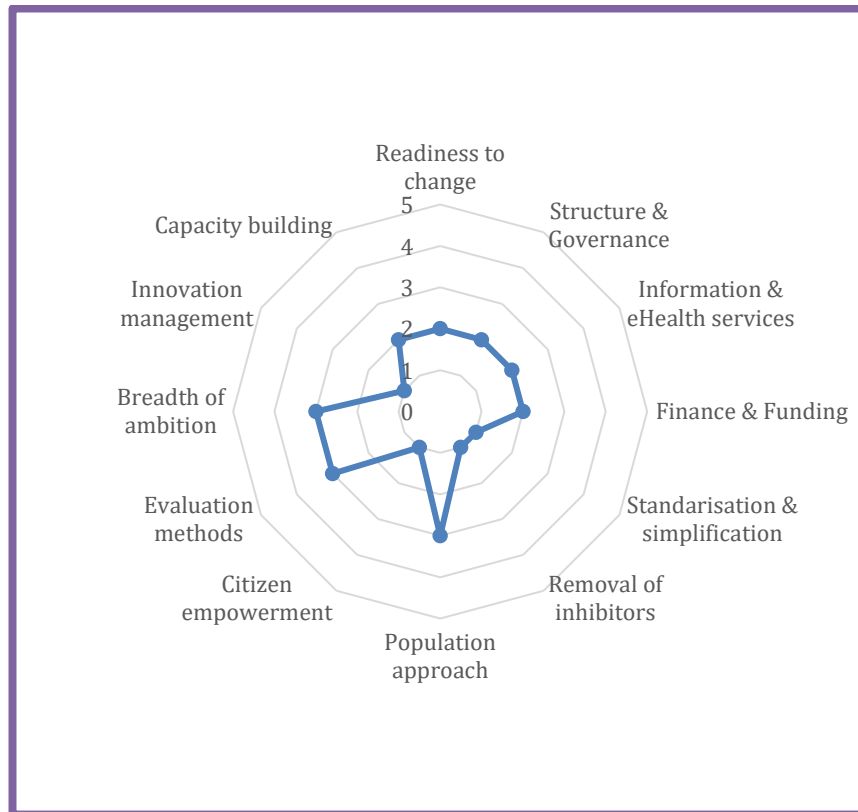 Readiness to
change
Structure &
Governance
Information &
eHealth services
Finance & Funding
Standarisation &
simplification
Removal of
inhibitors
Population
approach
Citizen
empowerment
Evaluation
methods
Breadth of
ambition
Innovation
management
Capacity building
5
4
3
2
1
0